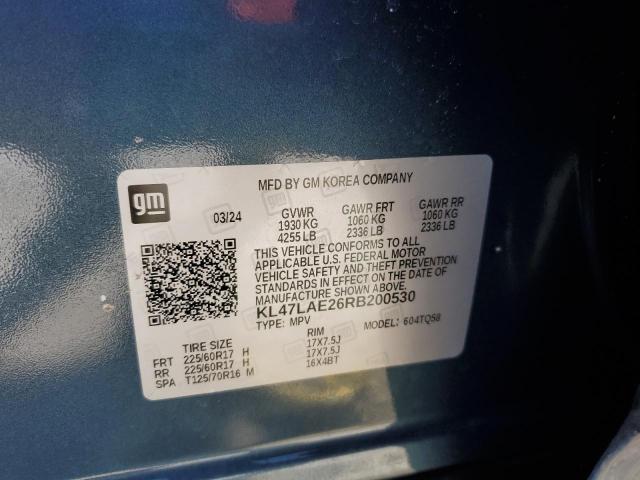 gm
MFD BY GM KOREA COMPANY
03/24 GVWR GAWR FRT GAWR RR
1930 KG 1060 KG 1060 KG
4255 LB 2336 LB 2336 LB
THIS VEHICLE CONFORMS TO ALL
APPLICABLE U.S. FEDERAL MOTOR
VEHICLE SAFETY AND THEFT PREVENTION
STANDARDS IN EFFECT ON THE DATE OF
MANUFACTURE SHOWN ABOVE.
KL47LAE26RB200530
TYPE: MPV MODEL: 604TQ58
TIRE SIZE RIM
FRT 225/60R17 H 17X7.5J
RR 225/60R17 H 17X7.5J
SPA T125/70R16 M 16X4BT